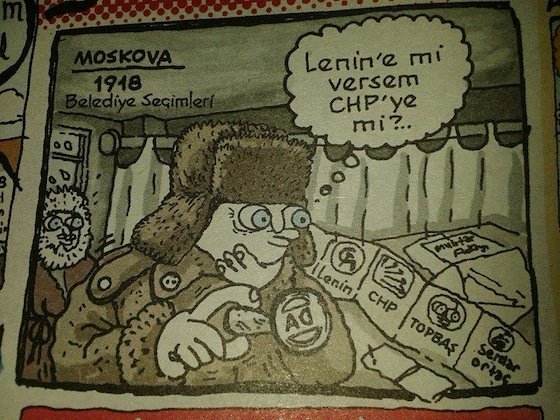 MOSKOVA
1918
Belediye Seçimleri
Lenin'e mi
versem
CHP'ye
mi?..
Lenin
CHP
TOPBAŞ
Serdar
ortaç